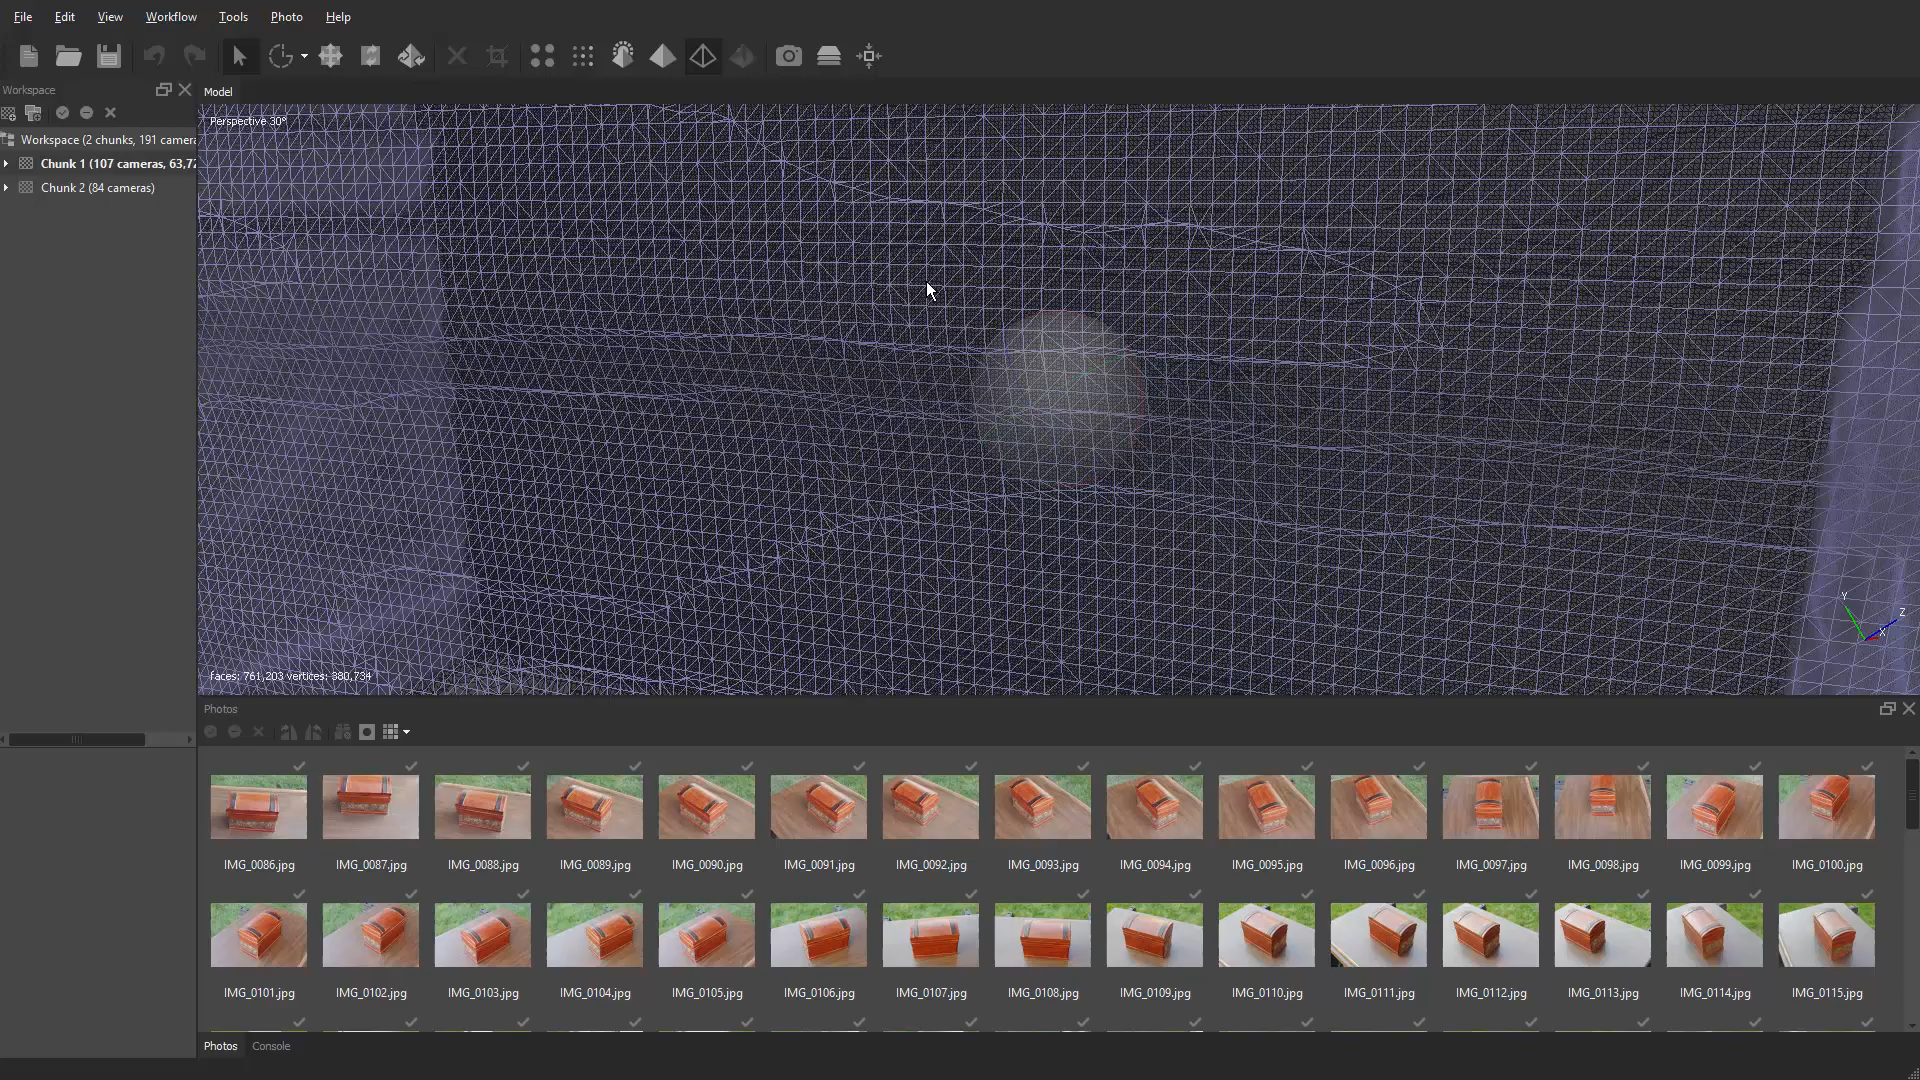 File Edit View Workflow Tools Photo Help
Workspace
Model
Perspective 30°
Workspace (2 chunks, 191 camera
Chunk 1 (107 cameras, 63,72
Chunk 2 (84 cameras)
Y
Z
X
faces: 761,203 vertices: 380,734
Photos
IMG_0086.jpg IMG_0087.jpg IMG_0088.jpg IMG_0089.jpg IMG_0090.jpg IMG_0091.jpg IMG_0092.jpg IMG_0093.jpg IMG_0094.jpg IMG_0095.jpg IMG_0096.jpg IMG_0097.jpg IMG_0098.jpg IMG_0099.jpg IMG_0100.jpg
IMG_0101.jpg IMG_0102.jpg IMG_0103.jpg IMG_0104.jpg IMG_0105.jpg IMG_0106.jpg IMG_0107.jpg IMG_0108.jpg IMG_0109.jpg IMG_0110.jpg IMG_0111.jpg IMG_0112.jpg IMG_0113.jpg IMG_0114.jpg IMG_0115.jpg
Photos Console